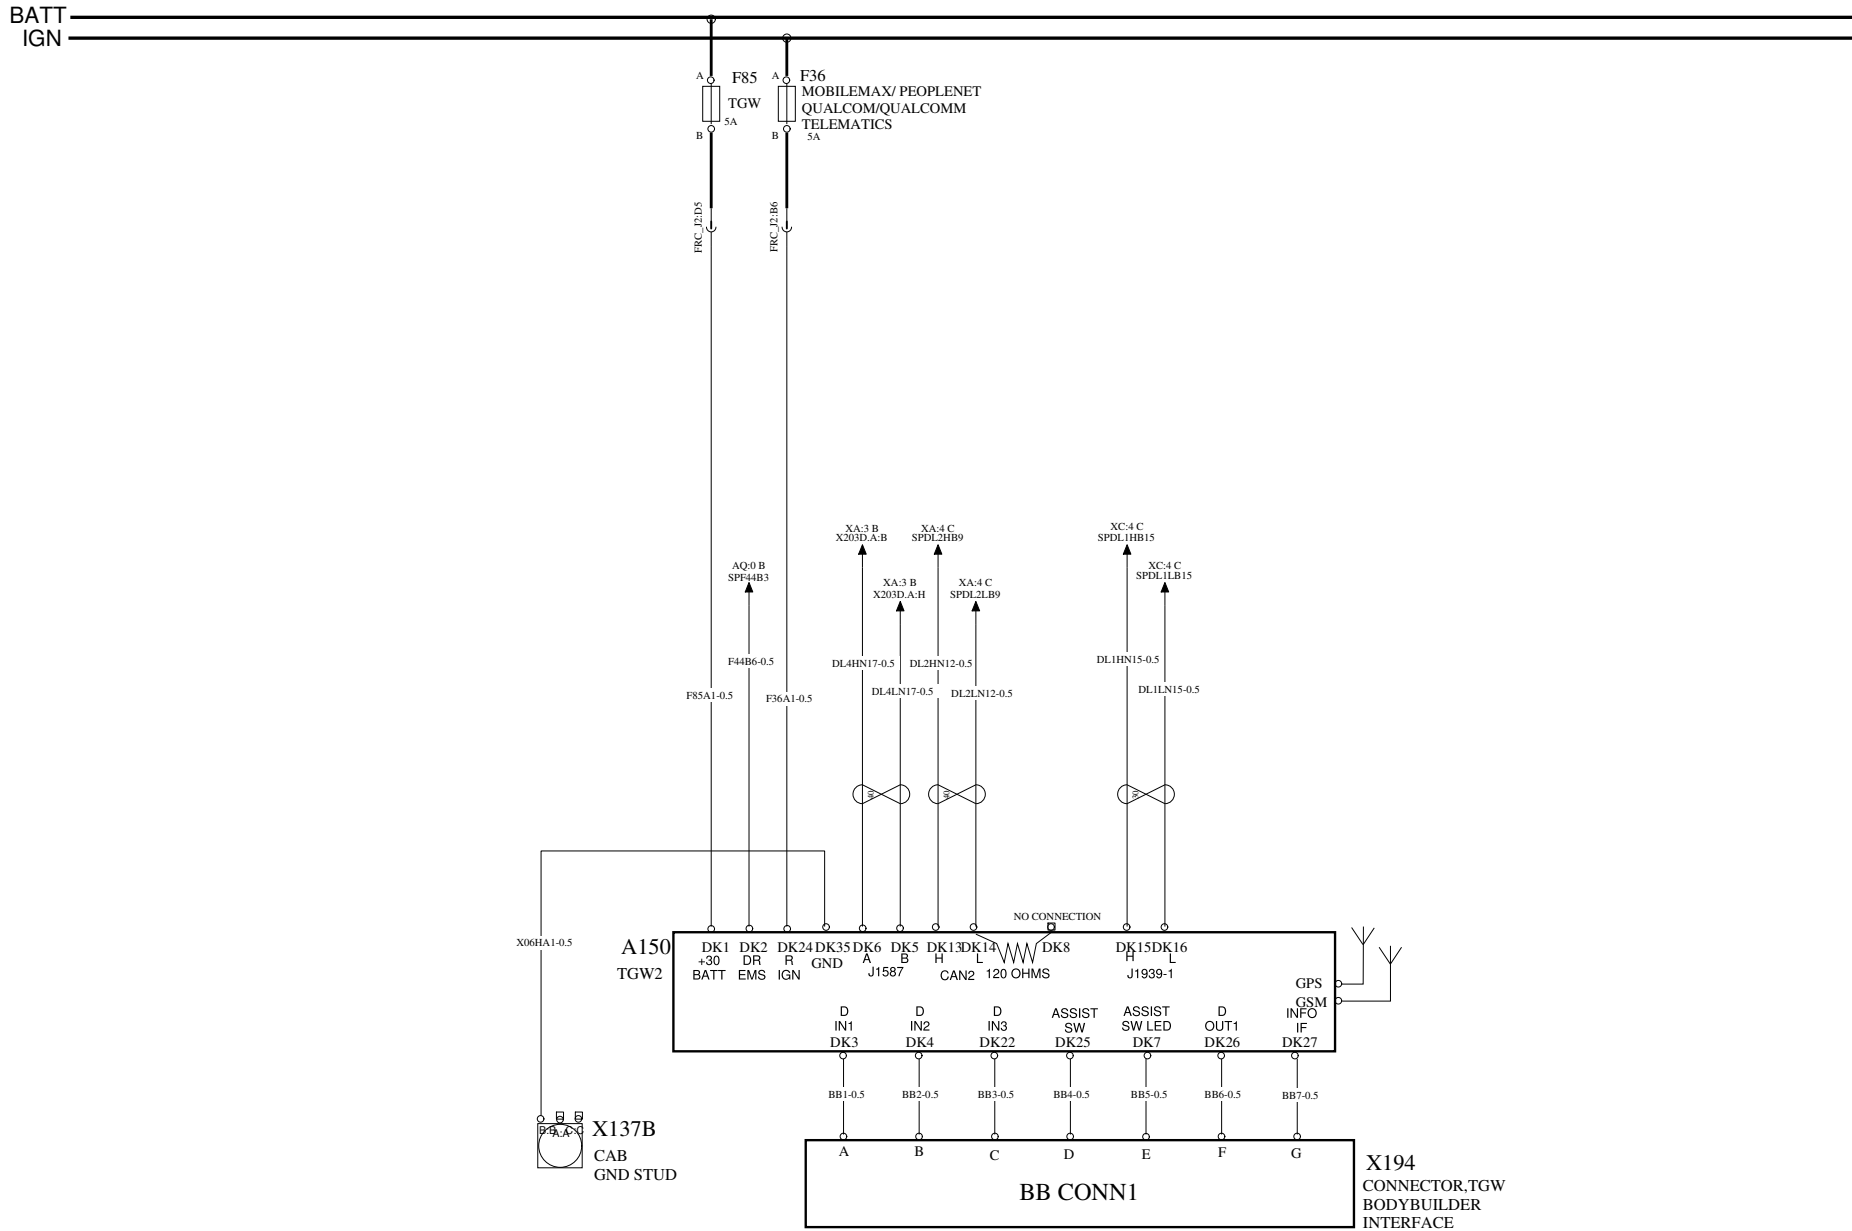 BATT
IGN
A F85
TGW
5A
B
A F36
MOBILEMAX/ PEOPLENET
QUALCOM/QUALCOMM
TELEMATICS
B 5A
FRC_J2:D5
FRC_J2:B6
XA:3 B
X203D.A:B
XA:4 C
SPDL2HB9
XC:4 C
SPDL1HB15
AQ:0 B
SPF44B3
XA:3 B
X203D.A:H
XA:4 C
SPDL2LB9
XC:4 C
SPDL1LB15
F44B6-0.5
DL4HN17-0.5
DL2HN12-0.5
DL1HN15-0.5
F85A1-0.5
F36A1-0.5
DL4LN17-0.5
DL2LN12-0.5
DL1LN15-0.5
40
40
30
NO CONNECTION
X06HA1-0.5
A150
TGW2
DK1
+30
BATT
DK2
DR
EMS
DK24
R
IGN
DK35
GND
DK6
A
DK5
B
J1587
DK13
H
DK14
L
CAN2
120 OHMS
DK8
DK15
H
DK16
L
J1939-1
GPS
GSM
D
IN1
DK3
D
IN2
DK4
D
IN3
DK22
ASSIST
SW
DK25
ASSIST
SW LED
DK7
D
OUT1
DK26
INFO
IF
DK27
BB1-0.5
BB2-0.5
BB3-0.5
BB4-0.5
BB5-0.5
BB6-0.5
BB7-0.5
B:B A:A C:C
X137B
CAB
GND STUD
A B C D E F G
BB CONN1
X194
CONNECTOR,TGW
BODYBUILDER
INTERFACE